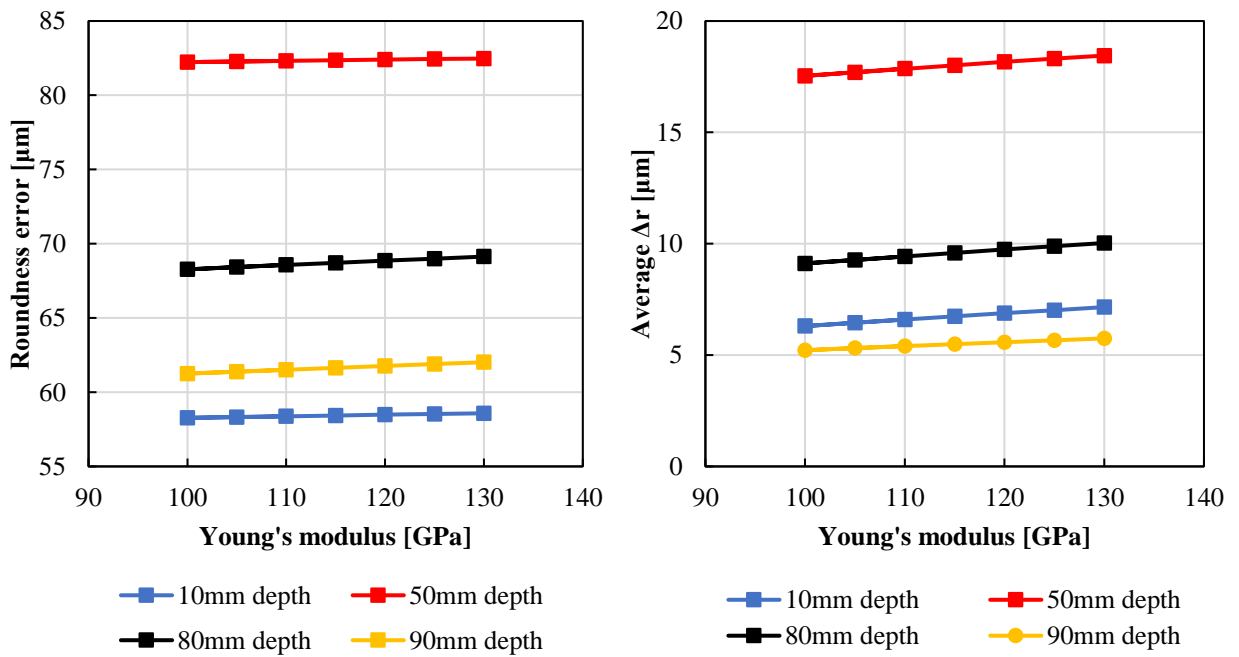 Roundness error [µm]
85
80
75
70
65
60
55
90 100 110 120 130 140
Young's modulus [GPa]
10mm depth 50mm depth
80mm depth 90mm depth
Average Δr [µm]
20
15
10
5
0
90 100 110 120 130 140
Young's modulus [GPa]
10mm depth 50mm depth
80mm depth 90mm depth